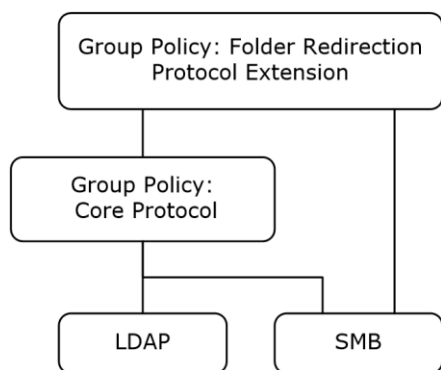 Group Policy: Folder Redirection
Protocol Extension
Group Policy:
Core Protocol
LDAP
SMB